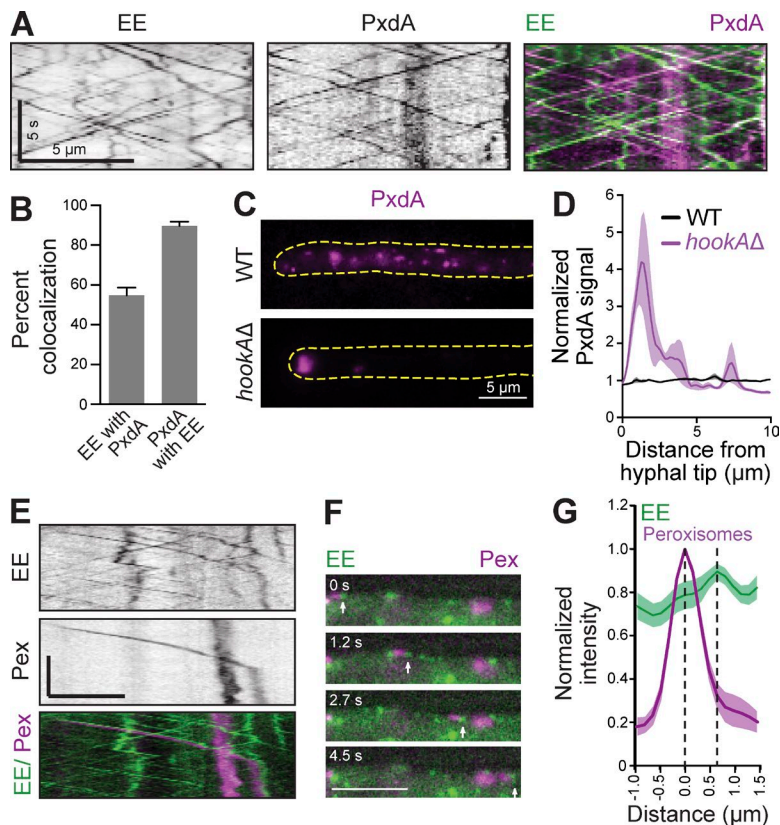 A
EE
PxdA
EE
PxdA
5 s
5 µm
B
Percent
colocalization
100
80
60
40
20
0
EE with
PxdA
PxdA
with EE
C
PxdA
WT
hookAΔ
5 µm
D
Normalized
PxdA signal
6
5
4
3
2
1
0
WT
hookAΔ
0
5
10
Distance from
hyphal tip (µm)
E
EE
Pex
EE/ Pex
F
EE
Pex
0 s
1.2 s
2.7 s
4.5 s
G
EE
Peroxisomes
Normalized
intensity
1.2
1.0
0.8
0.6
0.4
0.2
0
-1.0
-0.5
0.0
0.5
1.0
1.5
Distance (µm)